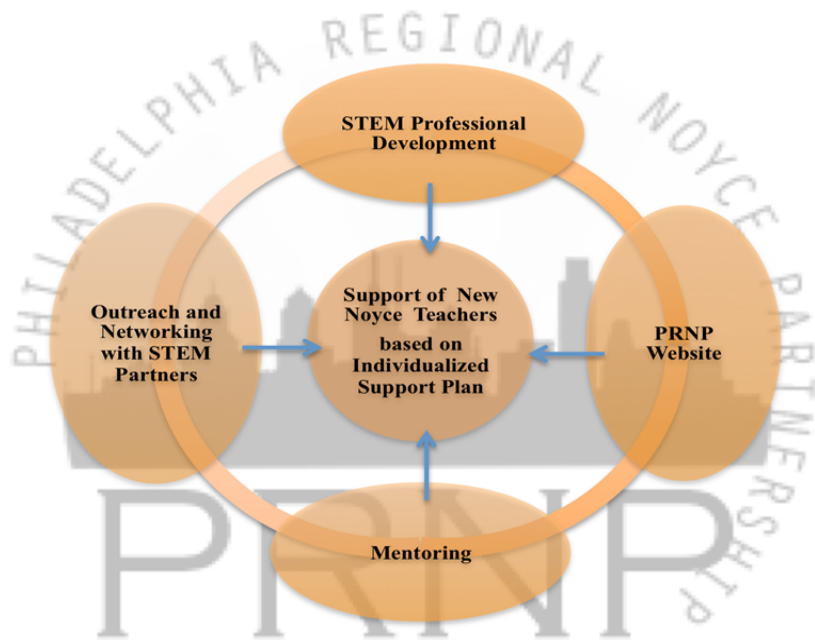 PHILADELPHIA REGIONAL NOYCE PARTNERSHIP
STEM Professional
Development
Outreach and
Networking
with STEM
Partners
Support of New
Noyce Teachers
based on
Individualized
Support Plan
PRNP
Website
Mentoring
PRNP